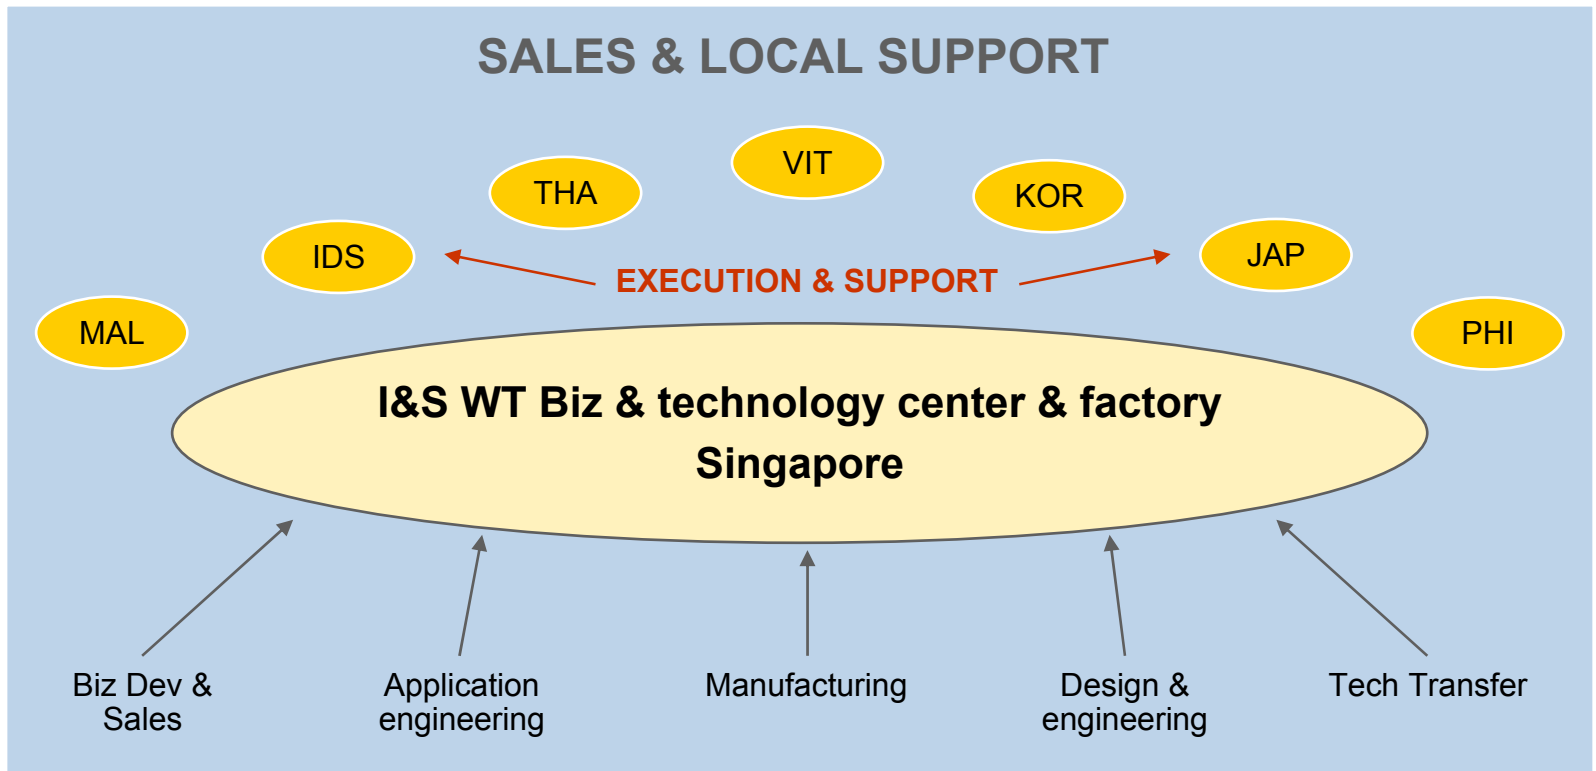 SALES & LOCAL SUPPORT
VIT
THA
KOR
IDS
JAP
EXECUTION & SUPPORT
MAL
PHI
I&S WT Biz & technology center & factory
Singapore
Biz Dev &
Sales
Application
engineering
Manufacturing
Design &
engineering
Tech Transfer